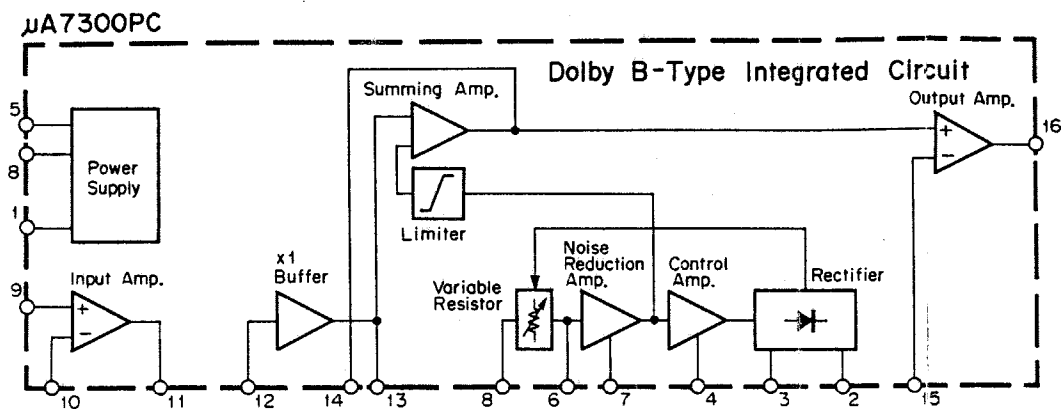 μA7300PC
Dolby B-Type Integrated Circuit
Summing Amp.
Output Amp.
5
8
1
9
Power
Supply
16
+
−
Limiter
Input Amp.
x1
Buffer
Variable
Resistor
Noise
Reduction
Amp.
Control
Amp.
Rectifier
+
−
10
11
12
14
13
8
6
7
4
3
2
15